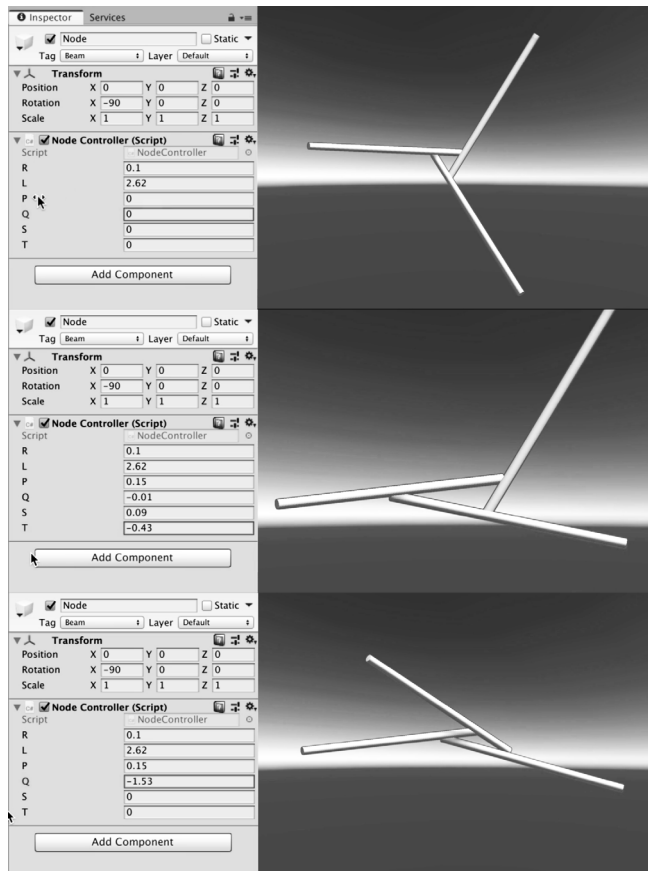 Inspector Services
Node Static
Tag Beam Layer Default
Transform
Position X 0 Y 0 Z 0
Rotation X -90 Y 0 Z 0
Scale X 1 Y 1 Z 1
Node Controller (Script)
Script NodeController
R 0.1
L 2.62
P 0
Q 0
S 0
T 0
Add Component
Node Static
Tag Beam Layer Default
Transform
Position X 0 Y 0 Z 0
Rotation X -90 Y 0 Z 0
Scale X 1 Y 1 Z 1
Node Controller (Script)
Script NodeController
R 0.1
L 2.62
P 0.15
Q -0.01
S 0.09
T -0.43
Add Component
Node Static
Tag Beam Layer Default
Transform
Position X 0 Y 0 Z 0
Rotation X -90 Y 0 Z 0
Scale X 1 Y 1 Z 1
Node Controller (Script)
Script NodeController
R 0.1
L 2.62
P 0.15
Q -1.53
S 0
T 0
Add Component